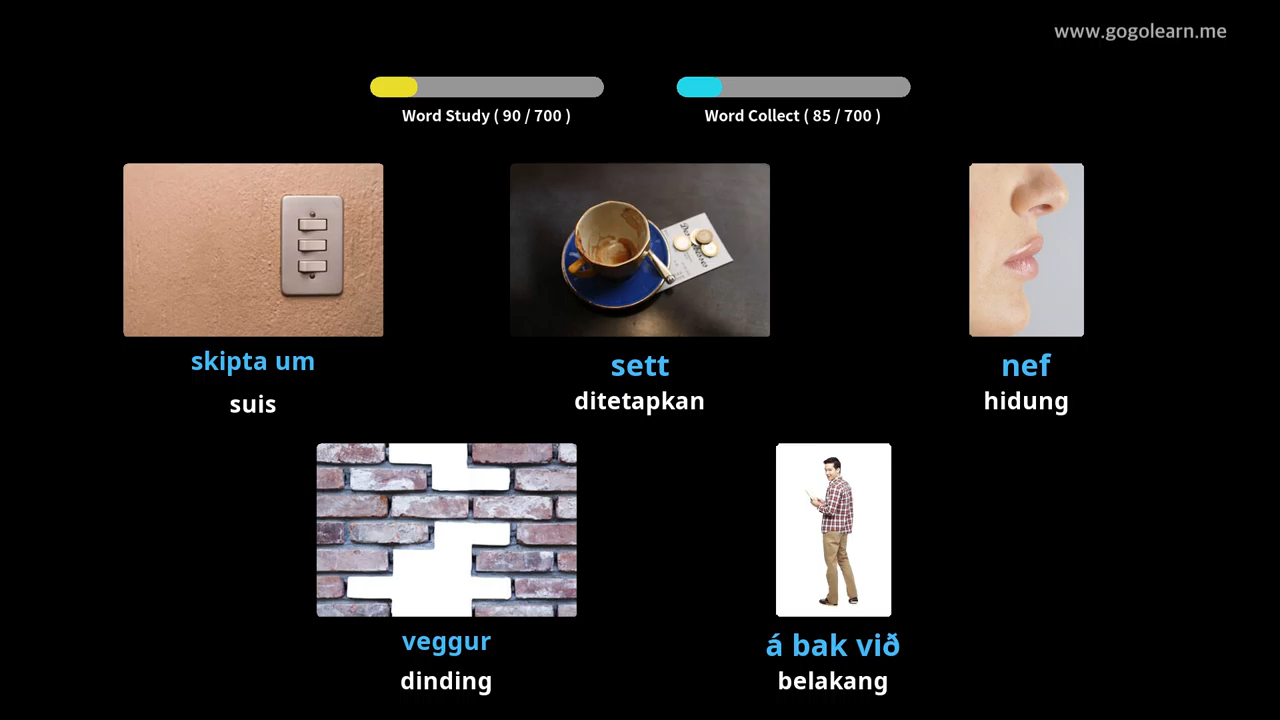 www.gogolearn.me
Word Study ( 90 / 700 )
Word Collect ( 85 / 700 )
skipta um
suis
sett
ditetapkan
nef
hidung
veggur
dinding
á bak við
belakang